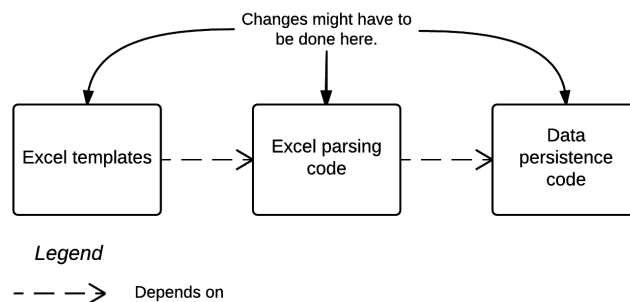 Changes might have to
be done here.
Excel templates
Excel parsing
code
Data
persistence
code
Legend
Depends on